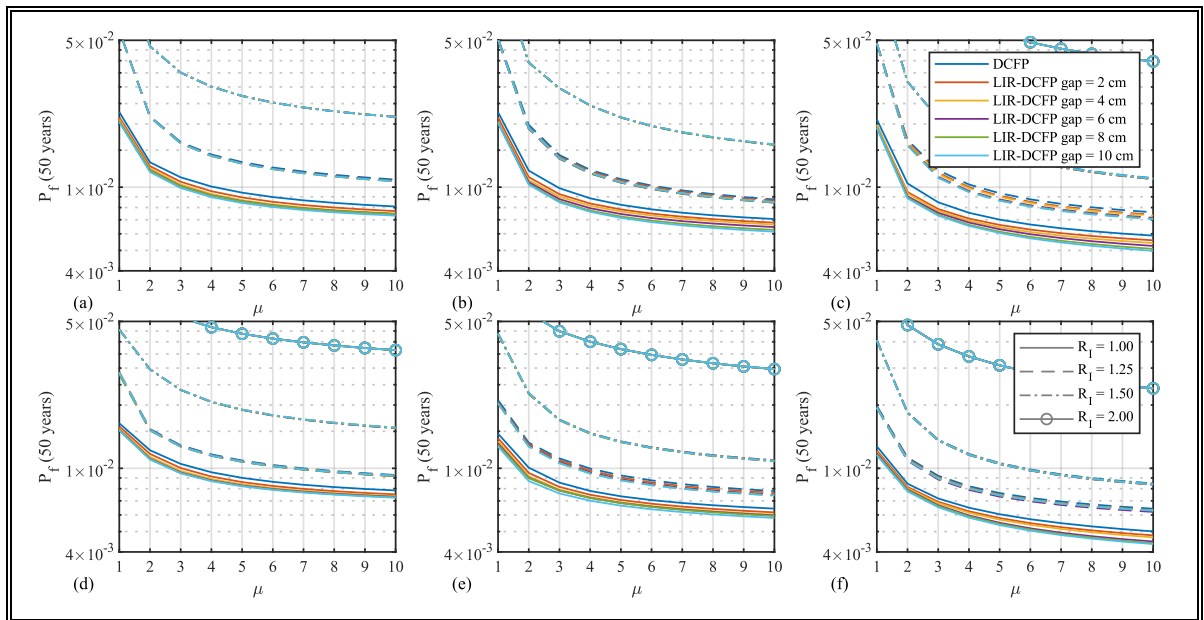 5×10⁻²
1×10⁻²
4×10⁻³
P_f (50 years)
1 2 3 4 5 6 7 8 9 10
(a)
μ
5×10⁻²
1×10⁻²
4×10⁻³
P_f (50 years)
1 2 3 4 5 6 7 8 9 10
(b)
μ
5×10⁻²
1×10⁻²
4×10⁻³
P_f (50 years)
DCFP
LIR-DCFP gap = 2 cm
LIR-DCFP gap = 4 cm
LIR-DCFP gap = 6 cm
LIR-DCFP gap = 8 cm
LIR-DCFP gap = 10 cm
1 2 3 4 5 6 7 8 9 10
(c)
μ
5×10⁻²
1×10⁻²
4×10⁻³
P_f (50 years)
1 2 3 4 5 6 7 8 9 10
(d)
μ
5×10⁻²
1×10⁻²
4×10⁻³
P_f (50 years)
1 2 3 4 5 6 7 8 9 10
(e)
μ
5×10⁻²
1×10⁻²
4×10⁻³
P_f (50 years)
R_I = 1.00
R_I = 1.25
R_I = 1.50
R_I = 2.00
1 2 3 4 5 6 7 8 9 10
(f)
μ